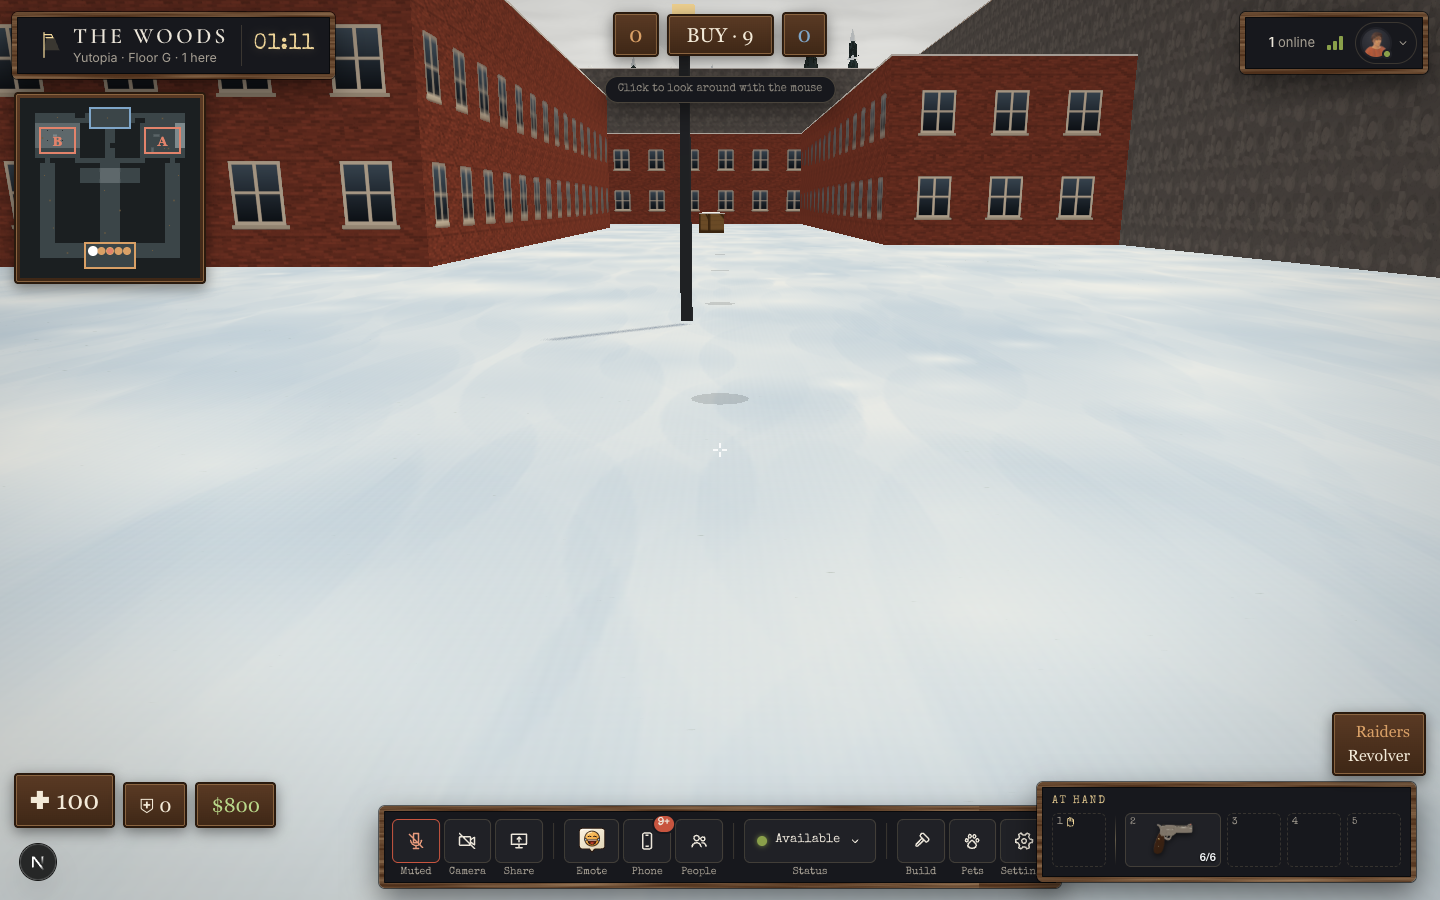 THE WOODS
Yutopia · Floor G · 1 here
01:11
0
BUY · 9
0
Click to look around with the mouse
1 online
B
A
Raiders
Revolver
100
0
$800
N
Muted
Camera
Share
Emote
9+
Phone
People
Available
Status
Build
Pets
Settin
AT HAND
1
2
6/6
3
4
5